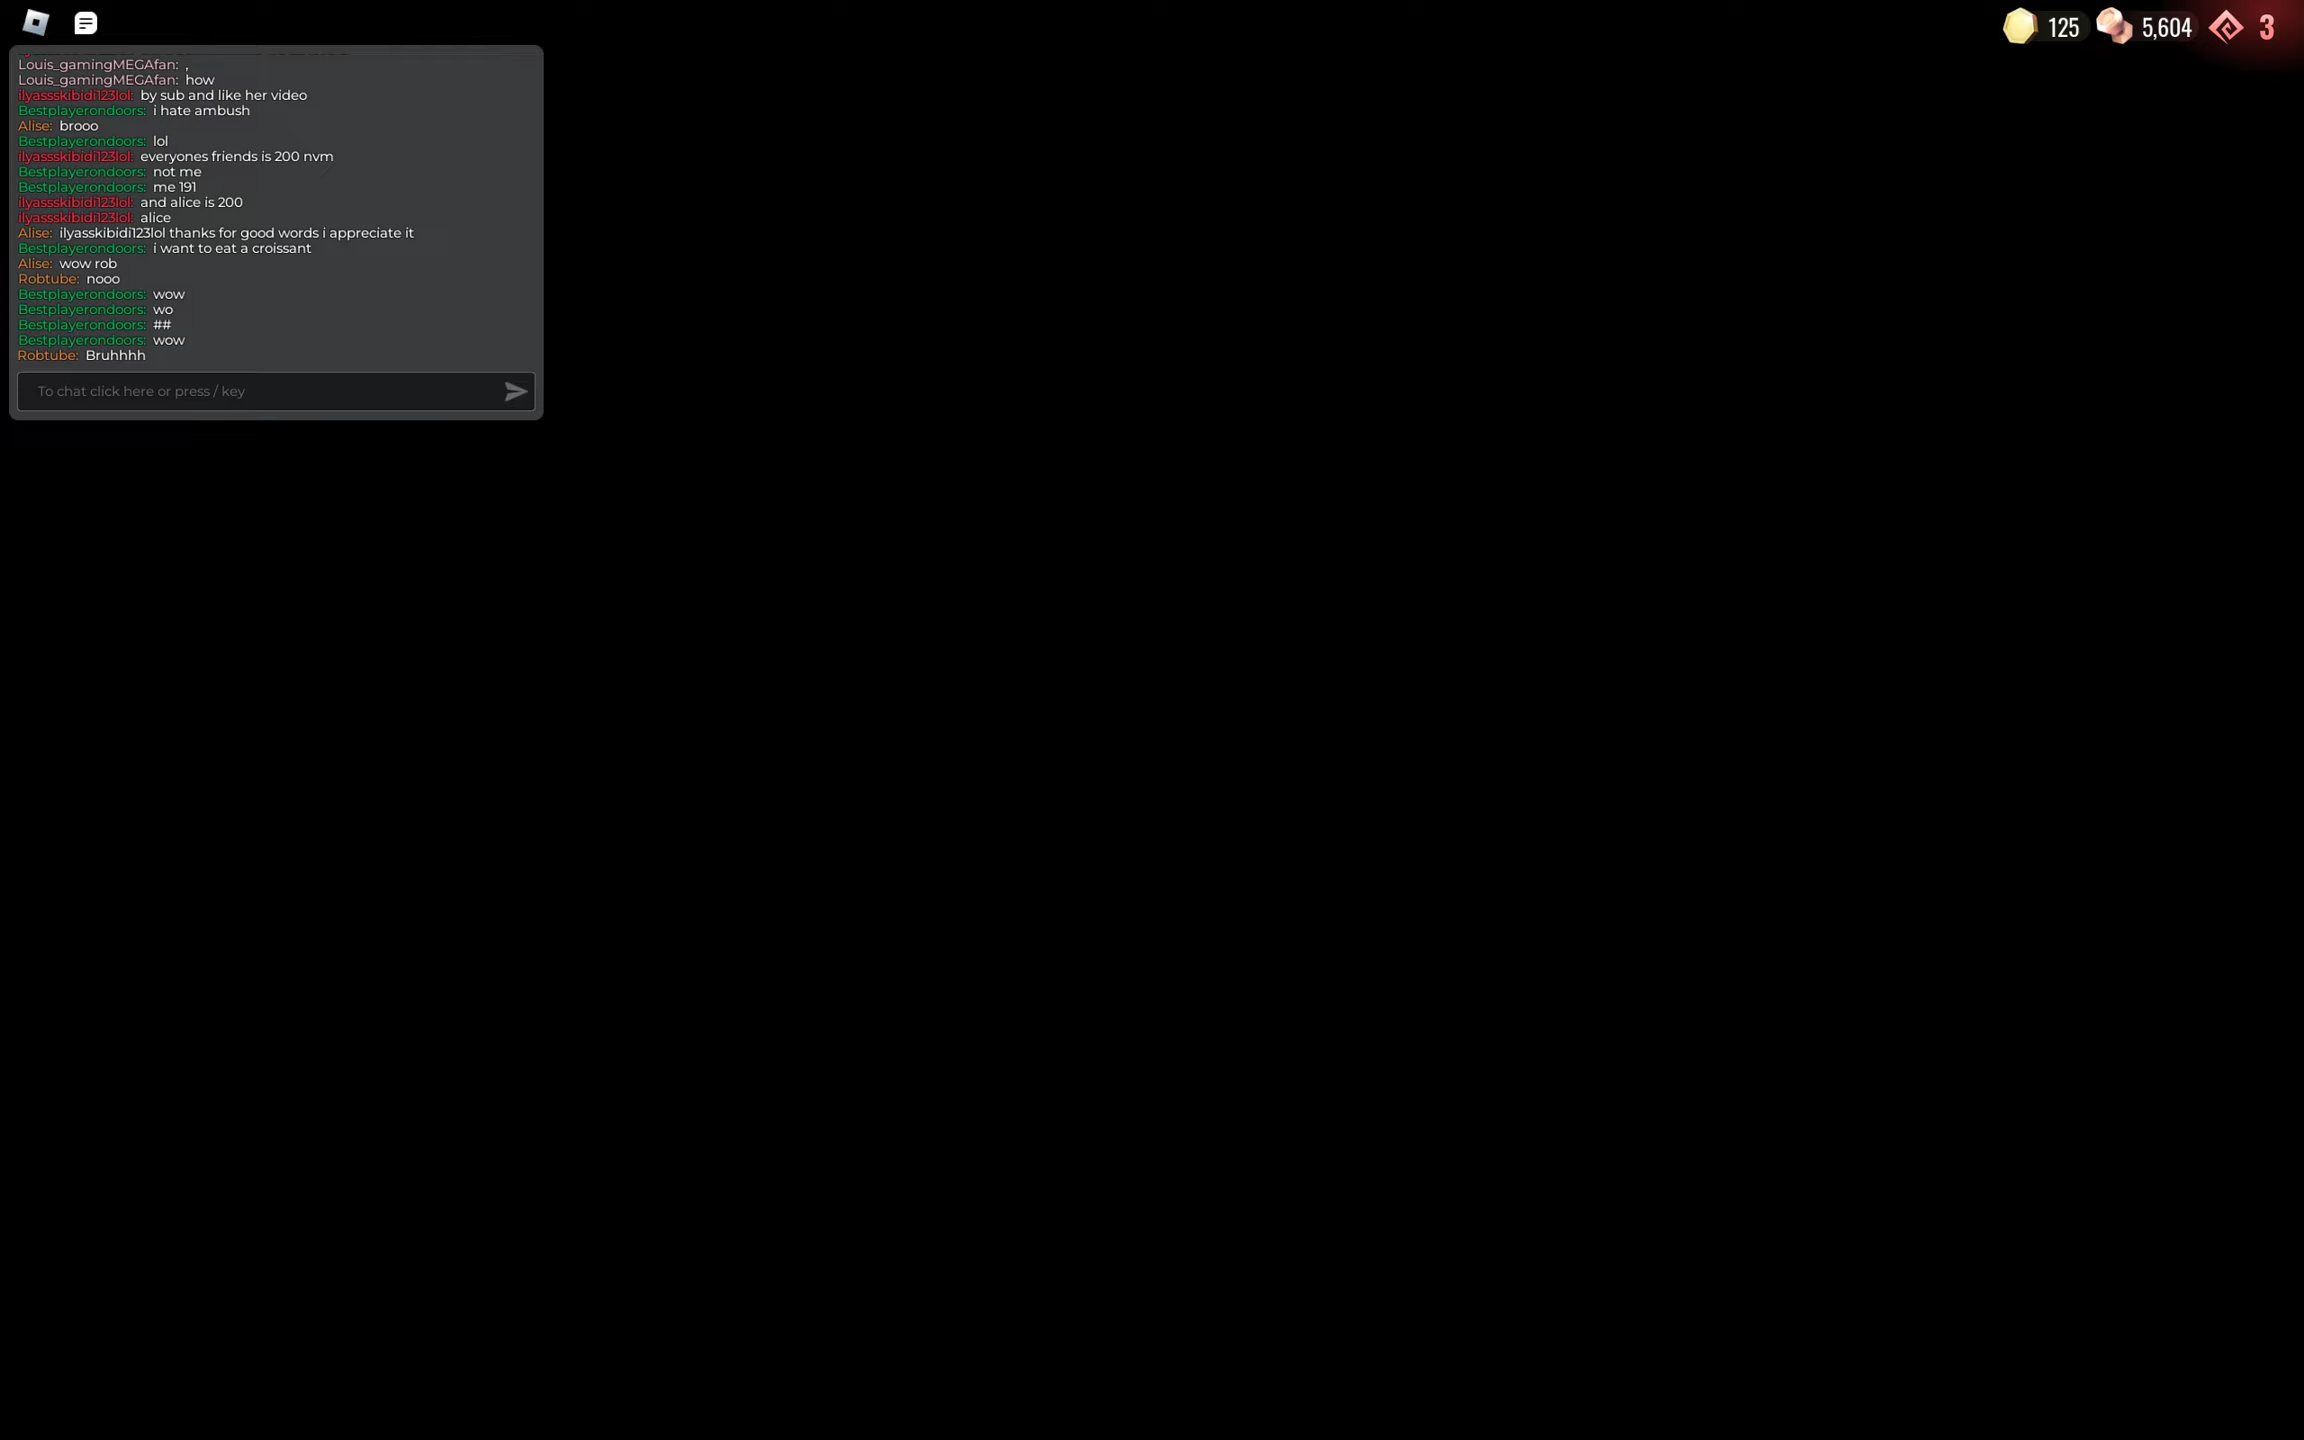 125 5,604 3
Louis_gamingMEGAfan: ,
Louis_gamingMEGAfan: how
ilyassskibidi123lol: by sub and like her video
Bestplayerondoors: i hate ambush
Alise: brooo
Bestplayerondoors: lol
ilyassskibidi123lol: everyones friends is 200 nvm
Bestplayerondoors: not me
Bestplayerondoors: me 191
ilyassskibidi123lol: and alice is 200
ilyassskibidi123lol: alice
Alise: ilyasskibidi123lol thanks for good words i appreciate it
Bestplayerondoors: i want to eat a croissant
Alise: wow rob
Robtube: nooo
Bestplayerondoors: wow
Bestplayerondoors: wo
Bestplayerondoors: ##
Bestplayerondoors: wow
Robtube: Bruhhhh
To chat click here or press / key